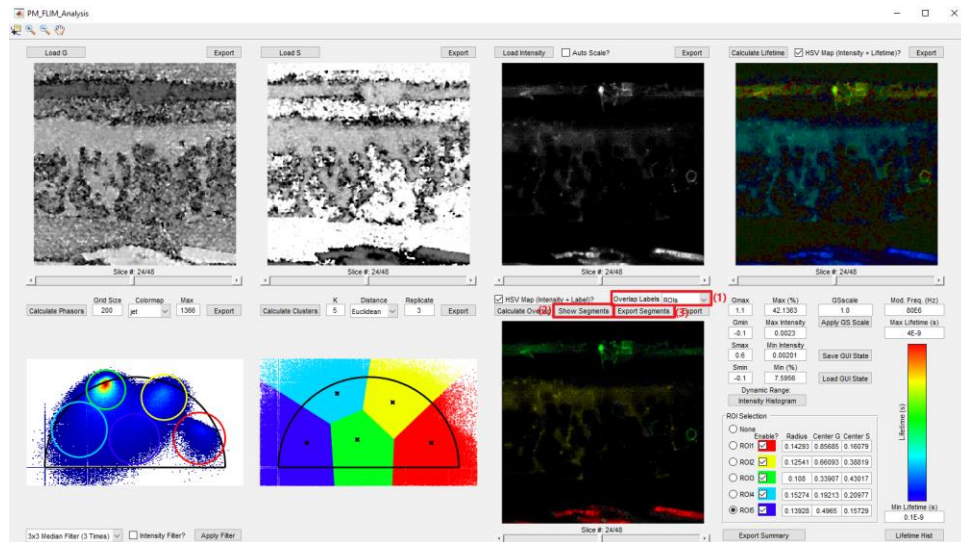 PM_FLIM_Analysis
Load G Export Load S Export Load Intensity Auto Scale? Export Calculate Lifetime HSV Map (Intensity + Lifetime)? Export
Slice #: 24/48 Slice #: 24/48 Slice #: 24/48 Slice #: 24/48
Grid Size Colormap Max
Calculate Phasors 200 jet 1366 Export
K Distance Replicate
Calculate Clusters 5 Euclidean 3 Export
HSV Map (Intensity + Label)? Overlap Labels ROIs (1)
Show Segments Export Segments (3)
Gmax Max (%) GSscale Mod. Freq. (Hz)
1.1 42.1363 1.0 80E6
Gmin Max Intensity Apply GS Scale Max Lifetime (s)
-0.1 0.0023 4E-9
Smax Min Intensity
0.6 0.00201 Save GUI State
Smin Min (%)
-0.1 7.5956 Load GUI State
Dynamic Range:
Intensity Histogram
ROI Selection
None
Enable? Radius Center G Center S
ROI1 0.14293 0.85685 0.16079
ROI2 0.12541 0.66093 0.38819
ROI3 0.108 0.33907 0.43017
ROI4 0.15274 0.19213 0.20977
ROI5 0.13928 0.4965 0.15729
Lifetime (s)
Min Lifetime (s)
0.1E-9
3x3 Median Filter (3 Times) Intensity Filter? Apply Filter
Slice #: 24/48
Export Summary Lifetime Hist